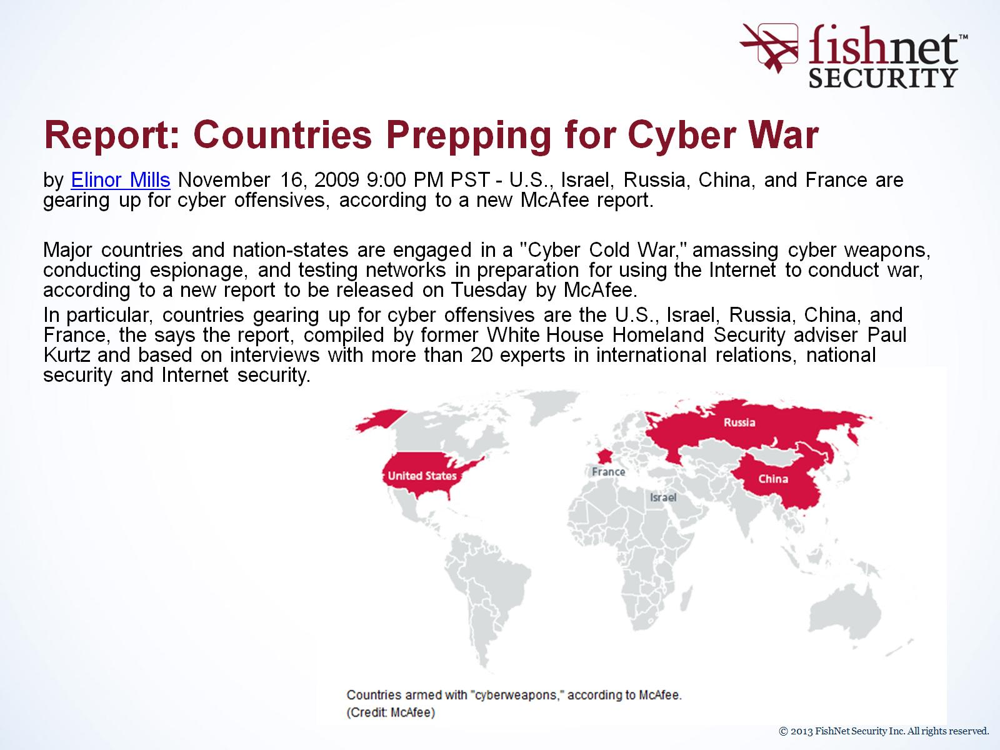 fishnet™
SECURITY
Report: Countries Prepping for Cyber War
by Elinor Mills November 16, 2009 9:00 PM PST - U.S., Israel, Russia, China, and France are
gearing up for cyber offensives, according to a new McAfee report.
Major countries and nation-states are engaged in a "Cyber Cold War," amassing cyber weapons,
conducting espionage, and testing networks in preparation for using the Internet to conduct war,
according to a new report to be released on Tuesday by McAfee.
In particular, countries gearing up for cyber offensives are the U.S., Israel, Russia, China, and
France, the says the report, compiled by former White House Homeland Security adviser Paul
Kurtz and based on interviews with more than 20 experts in international relations, national
security and Internet security.
Russia
United States
France
China
Israel
Countries armed with "cyberweapons," according to McAfee.
(Credit: McAfee)
© 2013 FishNet Security Inc. All rights reserved.